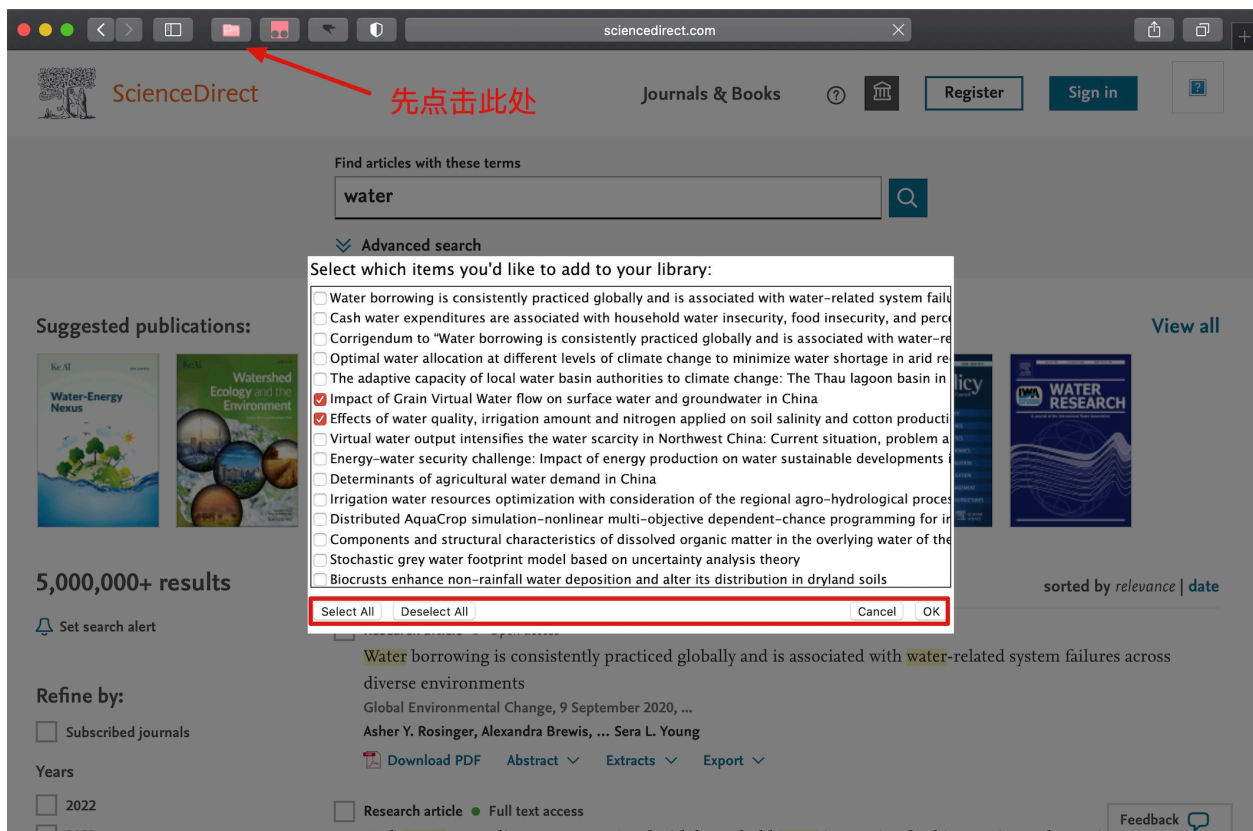 sciencedirect.com
先点击此处
ScienceDirect
Journals & Books
Register
Sign in
Find articles with these terms
water
Advanced search
Select which items you'd like to add to your library:
Water borrowing is consistently practiced globally and is associated with water-related system
Cash water expenditures are associated with household water insecurity, food insecurity, and
Corrigendum to "Water borrowing is consistently practiced globally and is associated with
Optimal water allocation at different levels of climate change to minimize water shortage in arid
The adaptive capacity of local water basin authorities to climate change: The Thau lagoon basin in
Impact of Grain Virtual Water flow on surface water and groundwater in China
Effects of water quality, irrigation amount and nitrogen applied on soil salinity and cotton
Virtual water output intensifies the water scarcity in Northwest China: Current situation, problem
Energy-water security challenge: Impact of energy production on water sustainable developments
Determinants of agricultural water demand in China
Irrigation water resources optimization with consideration of the regional agro-hydrological
Distributed AquaCrop simulation-nonlinear multi-objective dependent-chance programming for
Components and structural characteristics of dissolved organic matter in the overlying water of the
Stochastic grey water footprint model based on uncertainty analysis theory
Biocrusts enhance non-rainfall water deposition and alter its distribution in dryland soils
Select All
Deselect All
Cancel
OK
Suggested publications:
View all
KeAi
Water-Energy
Nexus
KeAi
Watershed
Ecology and the
Environment
licy
IWA
WATER
RESEARCH
5,000,000+ results
sorted by relevance | date
Set search alert
Refine by:
Subscribed journals
Years
2022
Water borrowing is consistently practiced globally and is associated with water-related system failures across
diverse environments
Global Environmental Change, 9 September 2020, ...
Asher Y. Rosinger, Alexandra Brewis, ... Sera L. Young
Download PDF
Abstract
Extracts
Export
Research article
Full text access
Feedback